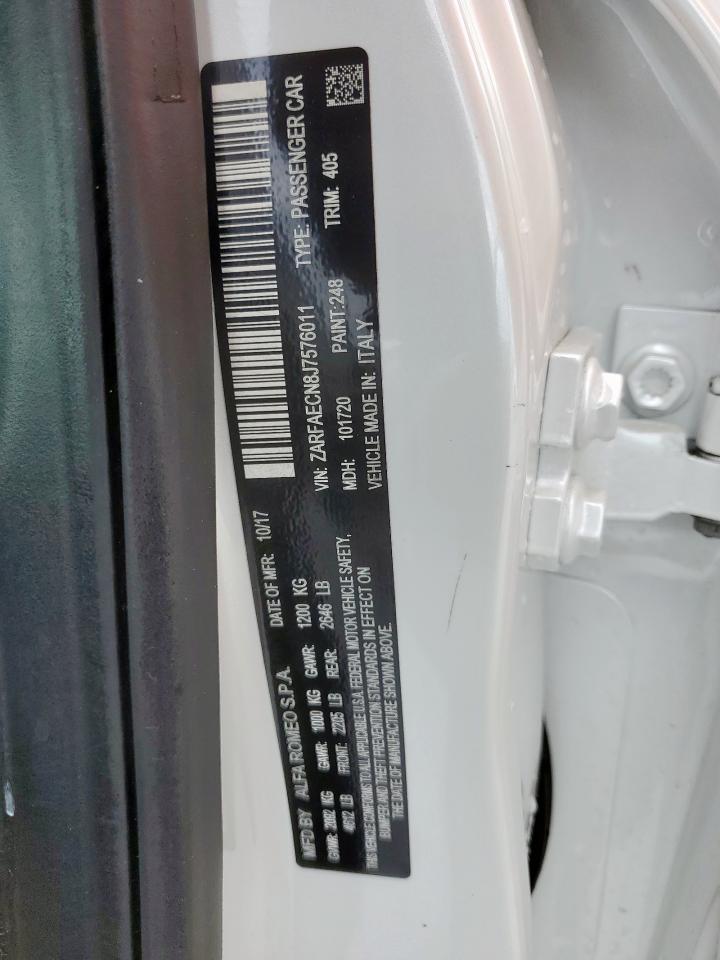 MFD BY ALFA ROMEO S.P.A. DATE OF MFR: 10/17
GVWR: 2092 KG GAWR: 1000 KG GAWR: 1200 KG
4612 LB FRONT: 2205 LB REAR: 2646 LB
THIS VEHICLE CONFORMS TO ALL APPLICABLE U.S.A. FEDERAL MOTOR VEHICLE SAFETY,
BUMPER AND THEFT PREVENTION STANDARDS IN EFFECT ON
THE DATE OF MANUFACTURE SHOWN ABOVE.
VIN: ZARFAECN8J7576011 TYPE: PASSENGER CAR
MDH: 101720 PAINT:248 TRIM: 405
VEHICLE MADE IN: ITALY